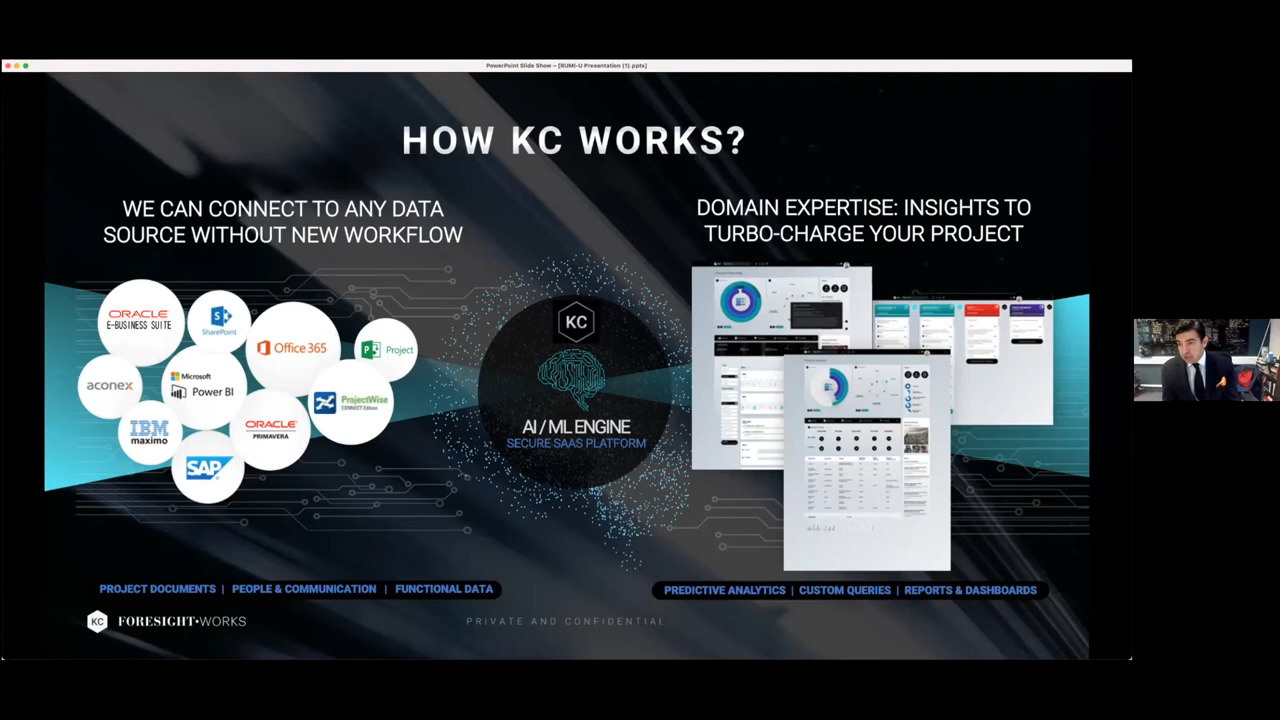 PowerPoint Slide Show – [RUMI-U Presentation (1).pptx]
HOW KC WORKS?
WE CAN CONNECT TO ANY DATA
SOURCE WITHOUT NEW WORKFLOW
DOMAIN EXPERTISE: INSIGHTS TO
TURBO-CHARGE YOUR PROJECT
ORACLE
E-BUSINESS SUITE
SharePoint
Office 365
Project
aconex
Microsoft
Power BI
ProjectWise
CONNECT Edition
IBM
maximo
ORACLE
PRIMAVERA
SAP
KC
AI / ML ENGINE
SECURE SAAS PLATFORM
PROJECT DOCUMENTS | PEOPLE & COMMUNICATION | FUNCTIONAL DATA
PREDICTIVE ANALYTICS | CUSTOM QUERIES | REPORTS & DASHBOARDS
KC FORESIGHT•WORKS
PRIVATE AND CONFIDENTIAL